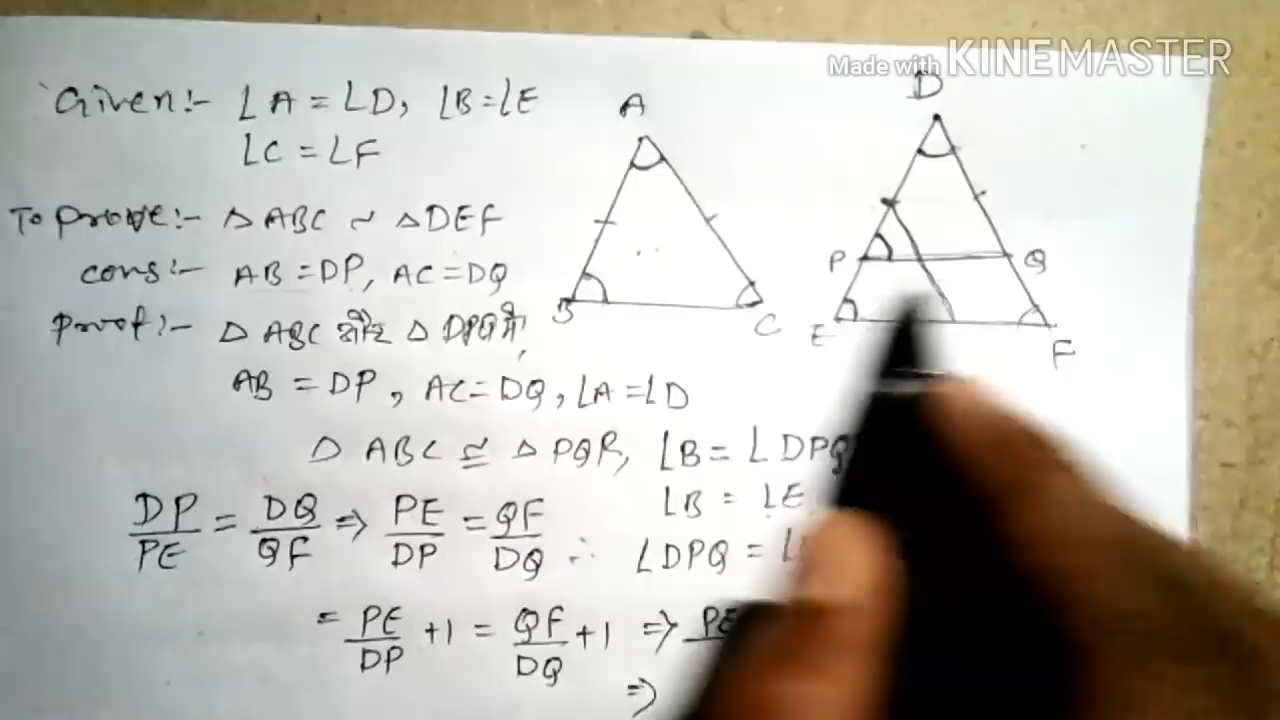 Made with KINEMASTER
Given:- ∠A = ∠D, ∠B = ∠E
∠C = ∠F
To prove:- △ABC ~ △DEF
cons:- AB = DP, AC = DQ
Proof:- △ ABC और △ DPQ में,
AB = DP, AC = DQ, ∠A = ∠D
△ ABC ≅ △ PQR, ∠B = ∠DPQ
∠B = ∠E
DP/PE = DQ/QF ⇒ PE/DP = QF/DQ ∴ ∠DPQ =
= PE/DP + 1 = QF/DQ + 1 ⇒ PE
⇒
A
B
C
D
P
Q
E
F